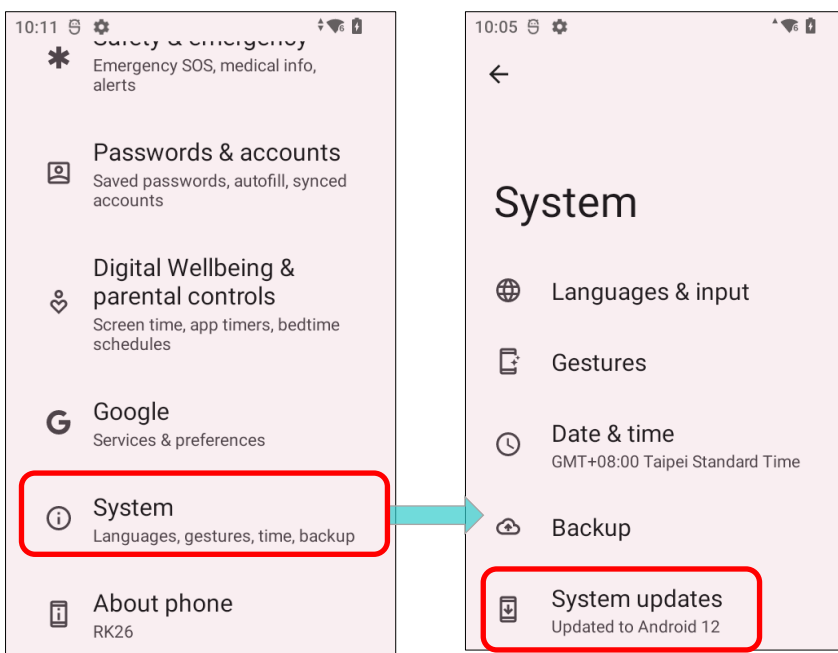 10:11
Safety & emergency
Emergency SOS, medical info,
alerts
Passwords & accounts
Saved passwords, autofill, synced
accounts
Digital Wellbeing &
parental controls
Screen time, app timers, bedtime
schedules
Google
Services & preferences
System
Languages, gestures, time, backup
About phone
RK26
10:05
System
Languages & input
Gestures
Date & time
GMT+08:00 Taipei Standard Time
Backup
System updates
Updated to Android 12